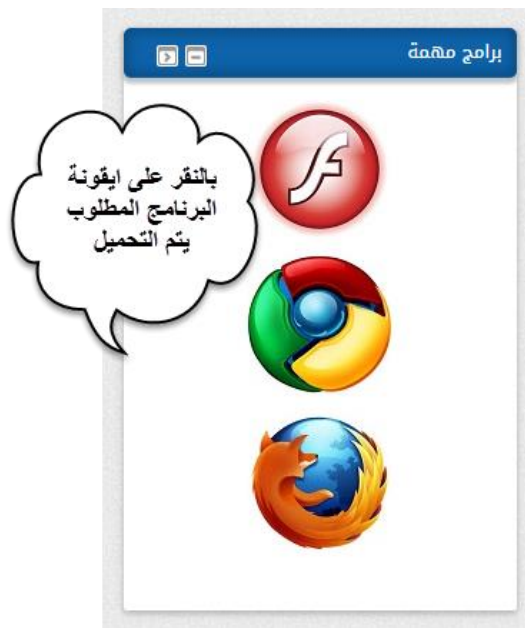 برامج مهمة
بالنقر على ايقونة
البرنامج المطلوب
يتم التحميل